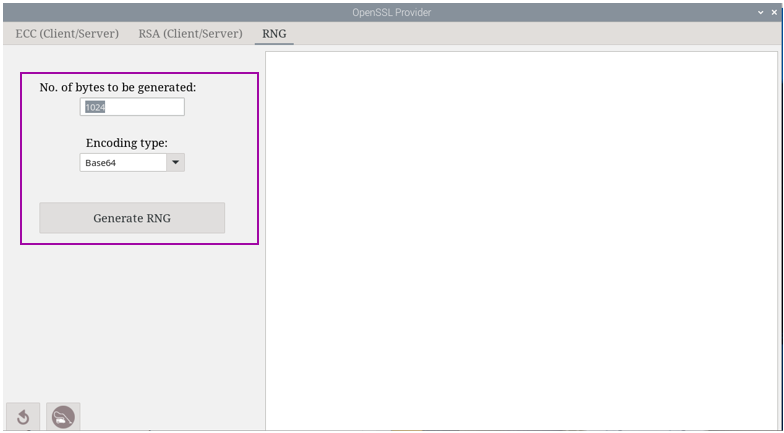 OpenSSL Provider
ECC (Client/Server) RSA (Client/Server) RNG
No. of bytes to be generated:
1024
Encoding type:
Base64
Generate RNG